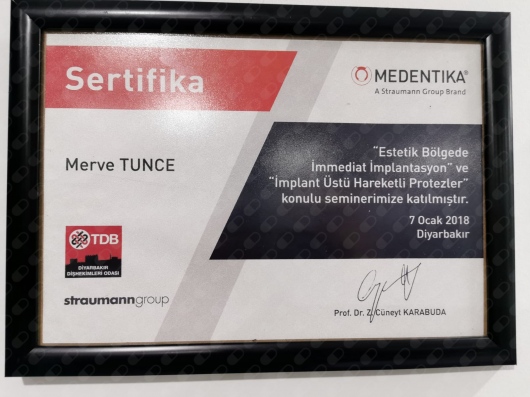 Sertifika
MEDENTIKA®
A Straumann Group Brand
Merve TUNCE
"Estetik Bölgede
İmmediat İmplantasyon" ve
"İmplant Üstü Hareketli Protezler"
konulu seminerimize katılmıştır.
7 Ocak 2018
Diyarbakır
TDB
DİYARBAKIR
DİŞHEKİMLERİ ODASI
straumanngroup
Prof. Dr. Z. Cüneyt KARABUDA